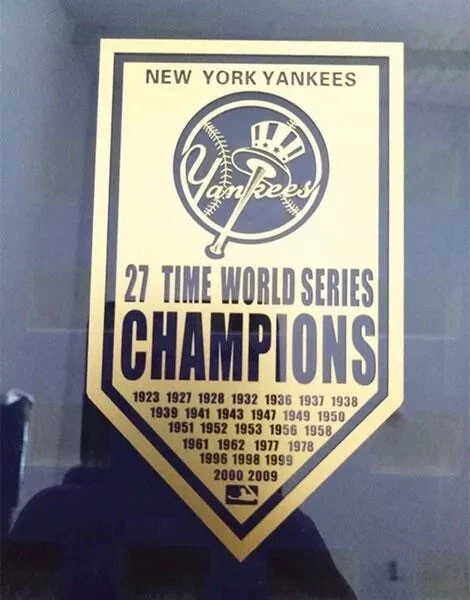 NEW YORK YANKEES
Yankees
27 TIME WORLD SERIES
CHAMPIONS
1923 1927 1928 1932 1936 1937 1938
1939 1941 1943 1947 1949 1950
1951 1952 1953 1956 1958
1961 1962 1977 1978
1996 1998 1999
2000 2009